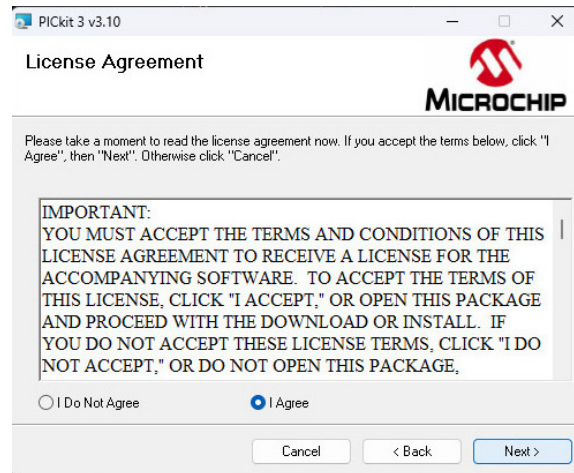 PICkit 3 v3.10
License Agreement
MICROCHIP
Please take a moment to read the license agreement now. If you accept the terms below, click "I
Agree", then "Next". Otherwise click "Cancel".
IMPORTANT:
YOU MUST ACCEPT THE TERMS AND CONDITIONS OF THIS
LICENSE AGREEMENT TO RECEIVE A LICENSE FOR THE
ACCOMPANYING SOFTWARE.  TO ACCEPT THE TERMS OF
THIS LICENSE, CLICK "I ACCEPT," OR OPEN THIS PACKAGE
AND PROCEED WITH THE DOWNLOAD OR INSTALL.  IF
YOU DO NOT ACCEPT THESE LICENSE TERMS, CLICK "I DO
NOT ACCEPT," OR DO NOT OPEN THIS PACKAGE,
I Do Not Agree I Agree
Cancel < Back Next >